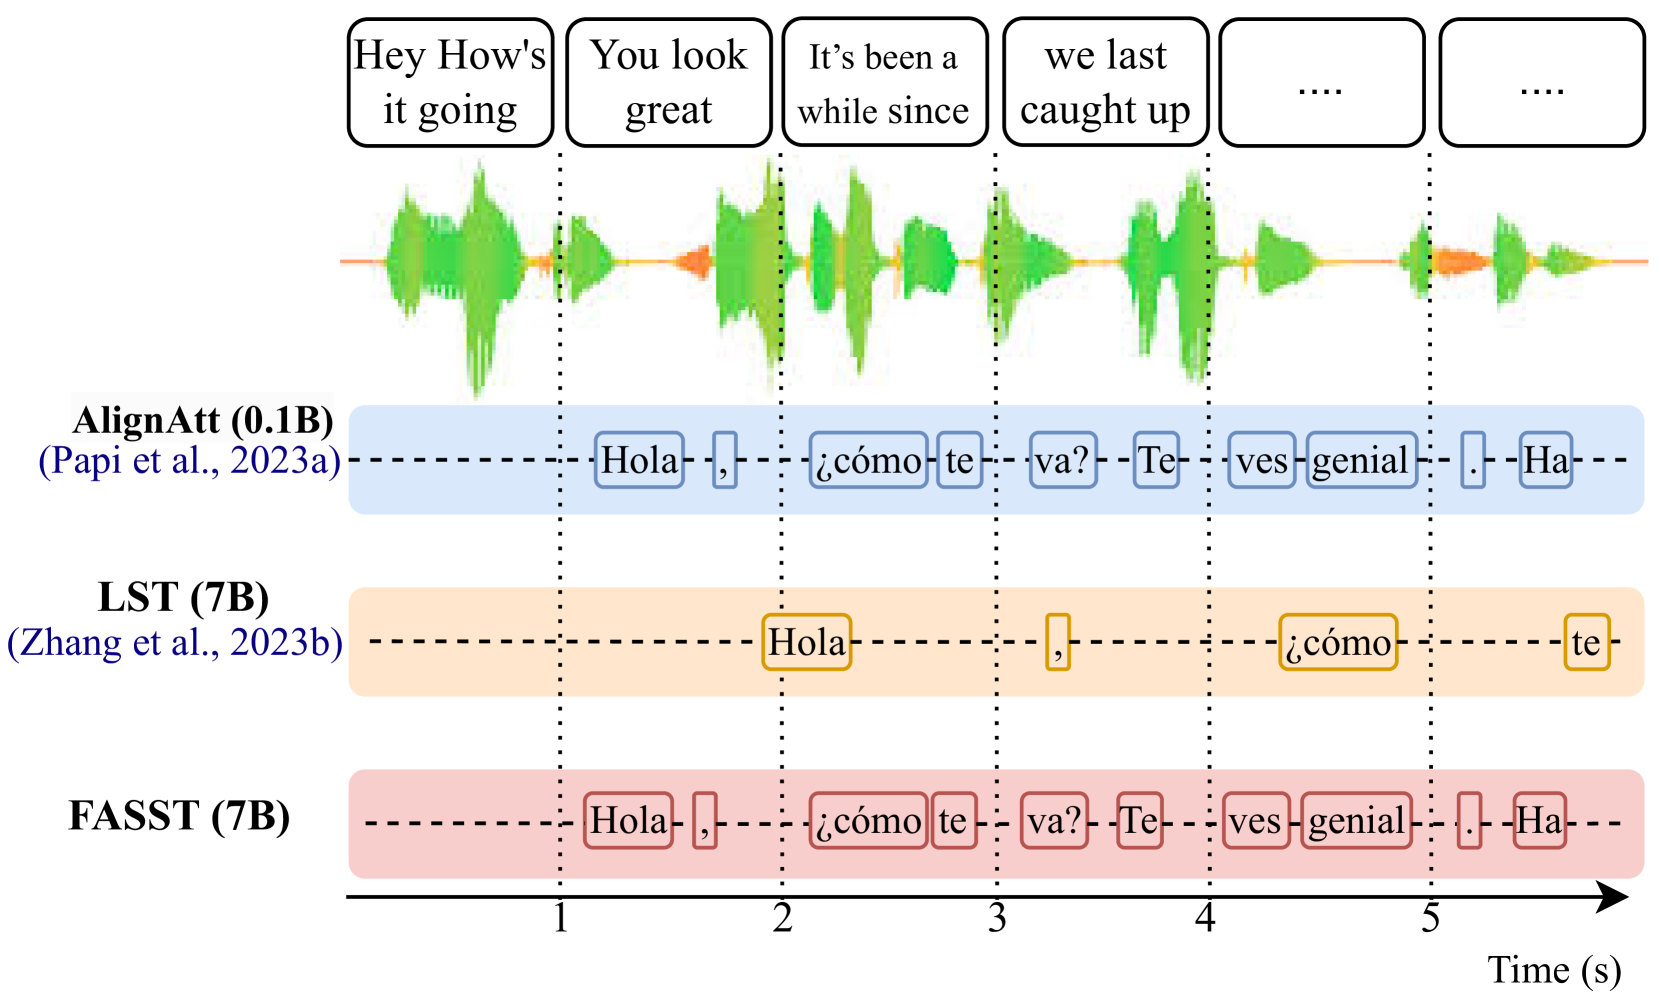 Hey How's
it going
You look
great
It’s been a
while since
we last
caught up
....
....
AlignAtt (0.1B)
(Papi et al., 2023a)
Hola , ¿cómo te va? Te ves genial . Ha
LST (7B)
(Zhang et al., 2023b)
Hola , ¿cómo te
FASST (7B)
Hola , ¿cómo te va? Te ves genial . Ha
1 2 3 4 5
Time (s)